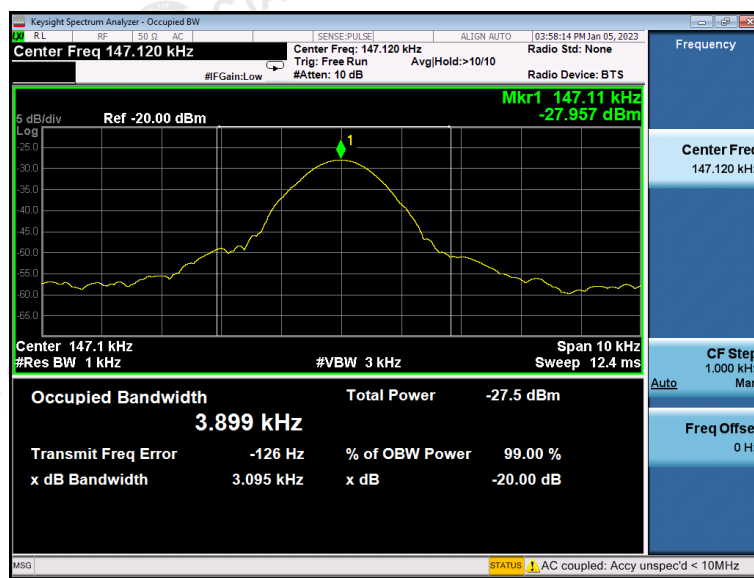 Keysight Spectrum Analyzer - Occupied BW
LXI RL RF 50 Ω AC SENSE:PULSE ALIGN AUTO 03:58:14 PM Jan 05, 2023
Center Freq 147.120 kHz
Center Freq: 147.120 kHz
Radio Std: None
Trig: Free Run Avg|Hold:>10/10
#IFGain:Low #Atten: 10 dB Radio Device: BTS
Mkr1 147.11 kHz
5 dB/div Ref -20.00 dBm -27.957 dBm
Log
1
-25.0
-30.0
-35.0
-40.0
-45.0
-50.0
-55.0
-60.0
-65.0
Center 147.1 kHz Span 10 kHz
#Res BW 1 kHz #VBW 3 kHz Sweep 12.4 ms
Occupied Bandwidth Total Power -27.5 dBm
3.899 kHz
Transmit Freq Error -126 Hz % of OBW Power 99.00 %
x dB Bandwidth 3.095 kHz x dB -20.00 dB
Frequency
Center Freq
147.120 kHz
CF Step
1.000 kHz
Auto Man
Freq Offse
0 Hz
MSG STATUS AC coupled: Accy unspec'd < 10MHz